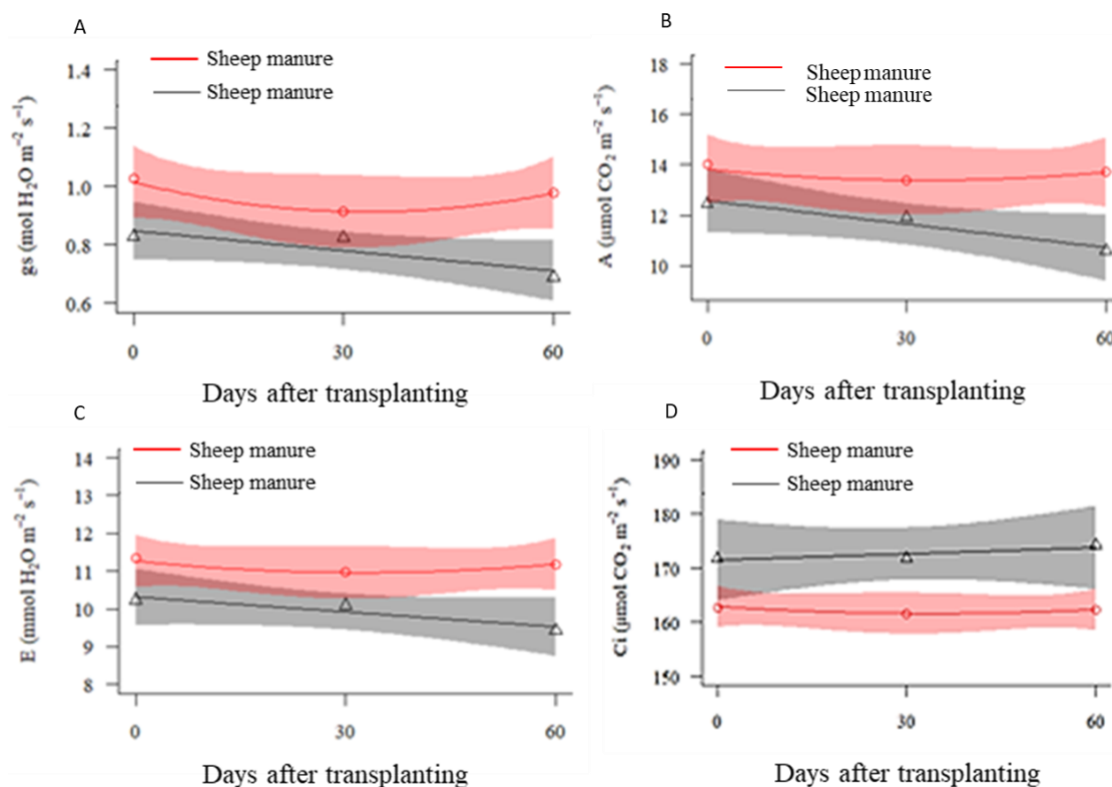 A
Sheep manure
Sheep manure
gs (mol H₂O m⁻² s⁻¹)
1.4
1.2
1.0
0.8
0.6
0
30
60
Days after transplanting
B
Sheep manure
Sheep manure
A (µmol CO₂ m⁻² s⁻¹)
18
16
14
12
10
0
30
60
Days after transplanting
C
Sheep manure
Sheep manure
E (mmol H₂O m⁻² s⁻¹)
14
13
12
11
10
9
8
0
30
60
Days after transplanting
D
Sheep manure
Sheep manure
Ci (µmol CO₂ m⁻² s⁻¹)
190
180
170
160
150
0
30
60
Days after transplanting